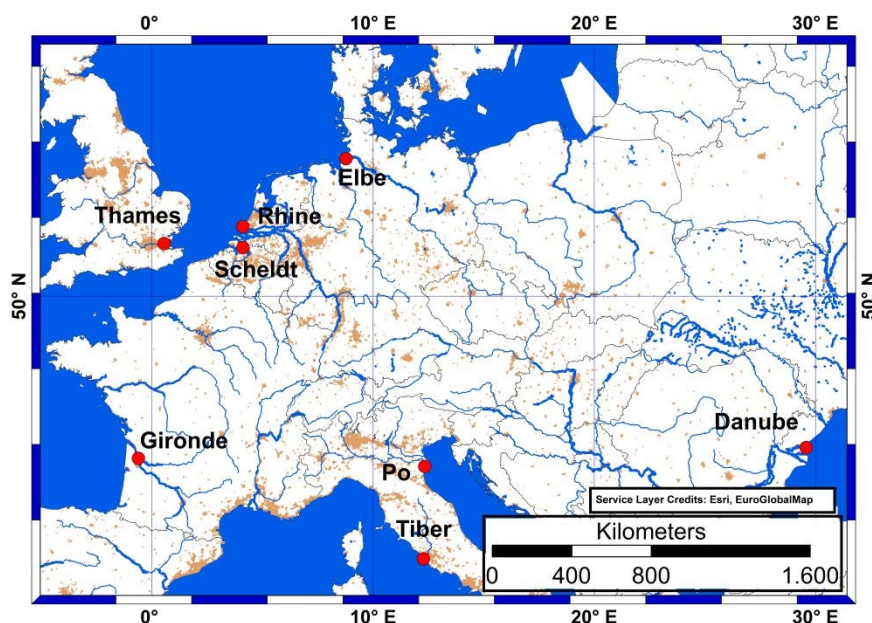 0° 10° E 20° E 30° E
Elbe
Thames
Rhine
Scheldt
50° N
50° N
Gironde
Danube
Po
Service Layer Credits: Esri, EuroGlobalMap
Tiber
Kilometers
0 400 800 1.600
0° 10° E 20° E 30° E